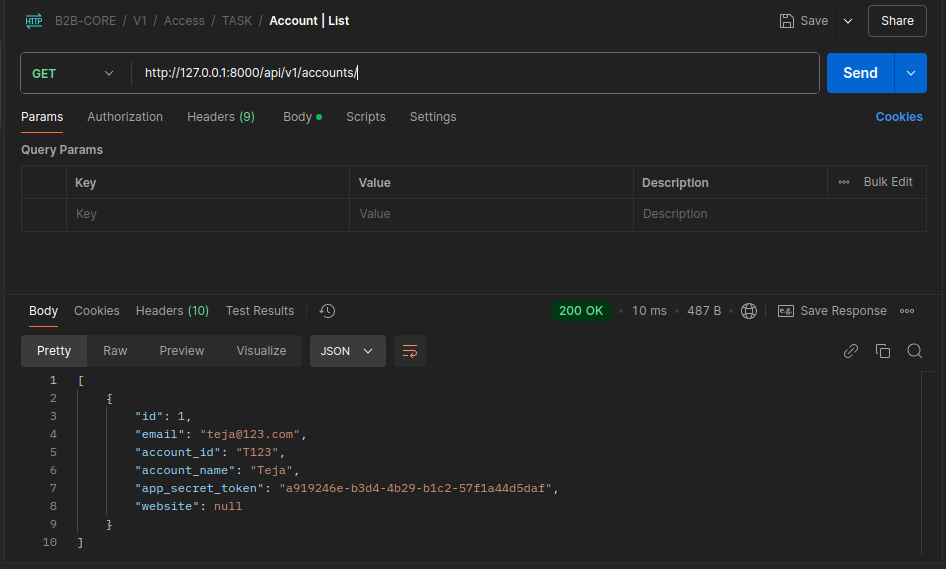 HTTP B2B-CORE / V1 / Access / TASK / Account | List Save Share
GET http://127.0.0.1:8000/api/v1/accounts/ Send
Params Authorization Headers (9) Body Scripts Settings Cookies
Query Params
Key Value Description Bulk Edit
Key Value Description
Body Cookies Headers (10) Test Results 200 OK 10 ms 487 B e.g. Save Response
Pretty Raw Preview Visualize JSON
1 [
2 {
3 "id": 1,
4 "email": "teja@123.com",
5 "account_id": "T123",
6 "account_name": "Teja",
7 "app_secret_token": "a919246e-b3d4-4b29-b1c2-57f1a44d5daf",
8 "website": null
9 }
10 ]